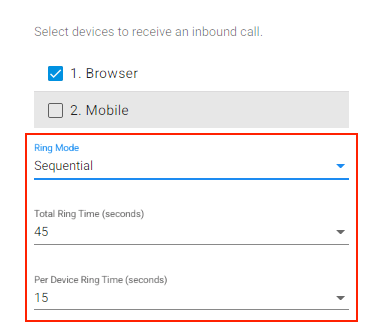 Select devices to receive an inbound call.
1. Browser
2. Mobile
Ring Mode
Sequential
Total Ring Time (seconds)
45
Per Device Ring Time (seconds)
15